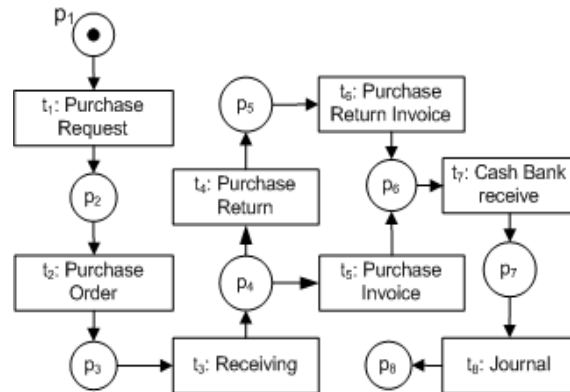 p₁
t₁: Purchase
Request
p₂
t₂: Purchase
Order
p₃
t₃: Receiving
p₄
t₄: Purchase
Return
p₅
t₆: Purchase
Return Invoice
t₅: Purchase
Invoice
p₆
t₇: Cash Bank
receive
p₇
t₈: Journal
p₈